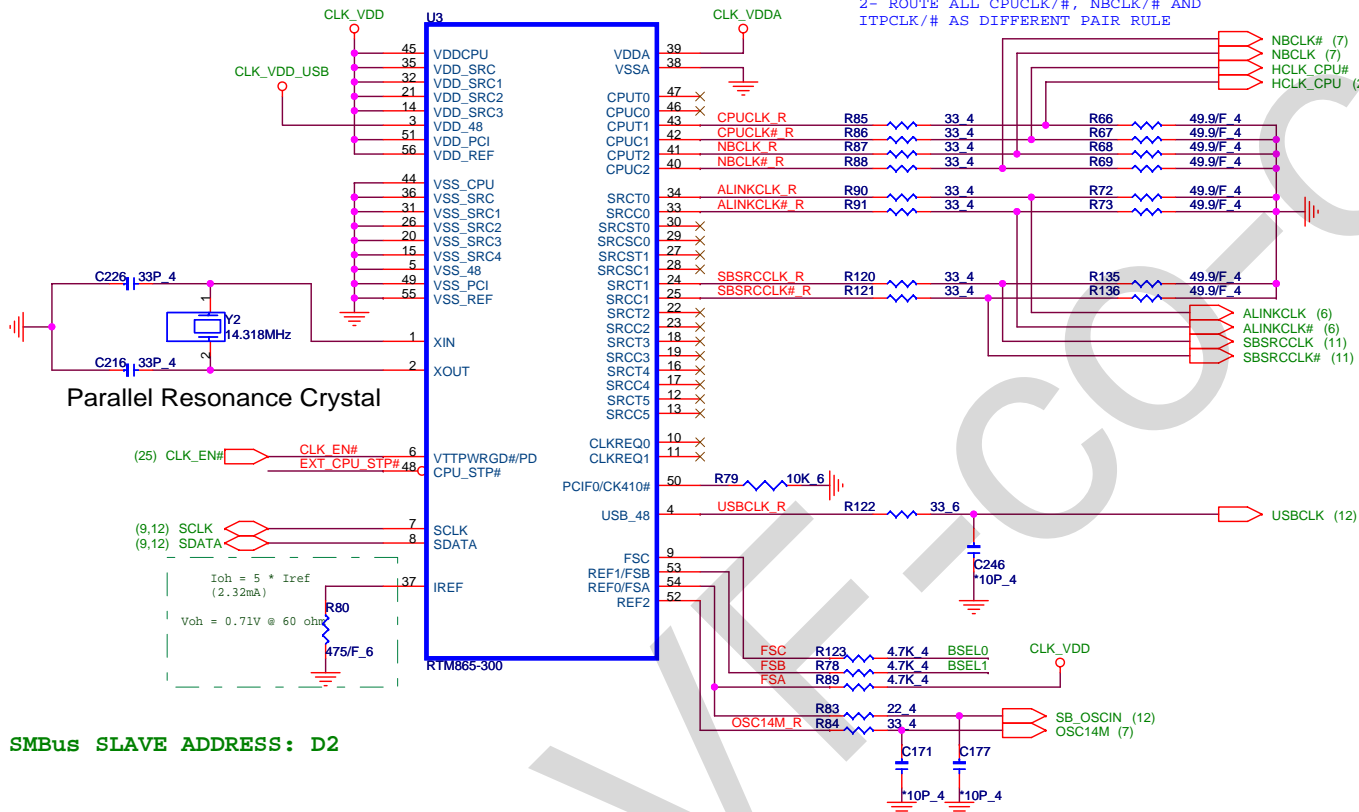 2- ROUTE ALL CPUCLK/#, NBCLK/# AND
ITPCLK/# AS DIFFERENT PAIR RULE
CLK_VDD
U3
CLK_VDDA
CLK_VDD_USB
45 VDDCPU
35 VDD_SRC
32 VDD_SRC1
21 VDD_SRC2
14 VDD_SRC3
3 VDD_48
51 VDD_PCI
56 VDD_REF
44 VSS_CPU
36 VSS_SRC
31 VSS_SRC1
26 VSS_SRC2
20 VSS_SRC3
15 VSS_SRC4
5 VSS_48
49 VSS_PCI
55 VSS_REF
1 XIN
2 XOUT
6 VTTPWRGD#/PD
48 CPU_STP#
7 SCLK
8 SDATA
37 IREF
RTM865-300
VDDA 39
VSSA 38
CPUT0 47
CPUC0 46
CPUT1 43 CPUCLK_R R85 33_4 R66 49.9/F_4
CPUC1 42 CPUCLK#_R R86 33_4 R67 49.9/F_4
CPUT2 41 NBCLK_R R87 33_4 R68 49.9/F_4
CPUC2 40 NBCLK#_R R88 33_4 R69 49.9/F_4
SRCT0 34 ALINKCLK_R R90 33_4 R72 49.9/F_4
SRCC0 33 ALINKCLK#_R R91 33_4 R73 49.9/F_4
SRCST0 30
SRCSC0 29
SRCST1 27
SRCSC1 28
SRCT1 24 SBSRCCLK_R R120 33_4 R135 49.9/F_4
SRCC1 25 SBSRCCLK#_R R121 33_4 R136 49.9/F_4
SRCT2 22
SRCC2 23
SRCT3 18
SRCC3 19
SRCT4 16
SRCC4 17
SRCT5 12
SRCC5 13
CLKREQ0 10
CLKREQ1 11
PCIF0/CK410# 50 R79 10K_6
USB_48 4 USBCLK_R R122 33_6 USBCLK (12)
FSC 9
REF1/FSB 53
REF0/FSA 54
REF2 52
NBCLK# (7)
NBCLK (7)
HCLK_CPU#
HCLK_CPU
ALINKCLK (6)
ALINKCLK# (6)
SBSRCCLK (11)
SBSRCCLK# (11)
C246
*10P_4
FSC R123 4.7K_4 BSEL0
FSB R78 4.7K_4 BSEL1
FSA R89 4.7K_4
CLK_VDD
R83 22_4 SB_OSCIN (12)
OSC14M_R R84 33_4 OSC14M (7)
C171 C177
*10P_4 *10P_4
C226 33P_4
1
Y2
14.318MHz
2
C216 33P_4
Parallel Resonance Crystal
(25) CLK_EN# CLK_EN#
EXT_CPU_STP#
(9,12) SCLK
(9,12) SDATA
Ioh = 5 * Iref
(2.32mA)
Voh = 0.71V @ 60 ohm
R80
475/F_6
SMBus SLAVE ADDRESS: D2
VF-co-c